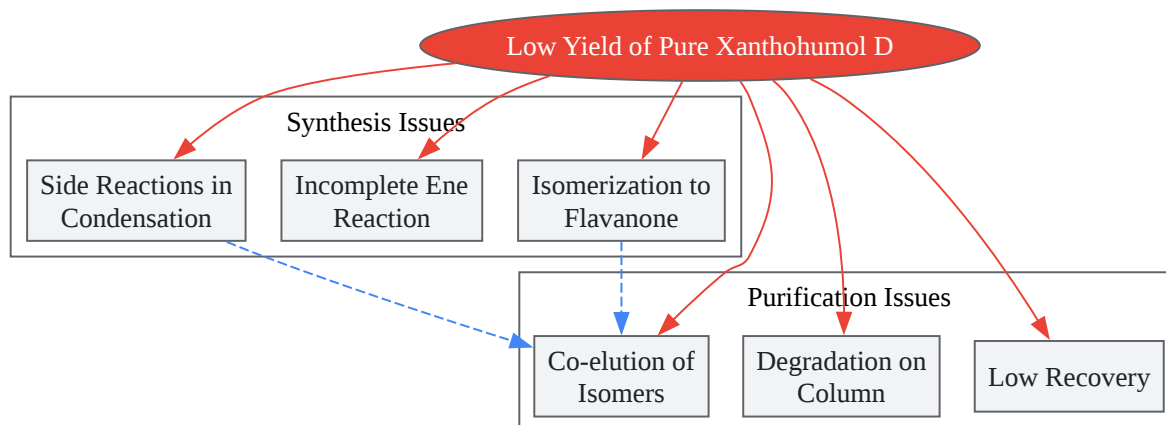 Low Yield of Pure Xanthohumol D
Synthesis Issues
Side Reactions in
Condensation
Incomplete Ene
Reaction
Isomerization to
Flavanone
Purification Issues
Co-elution of
Isomers
Degradation on
Column
Low Recovery